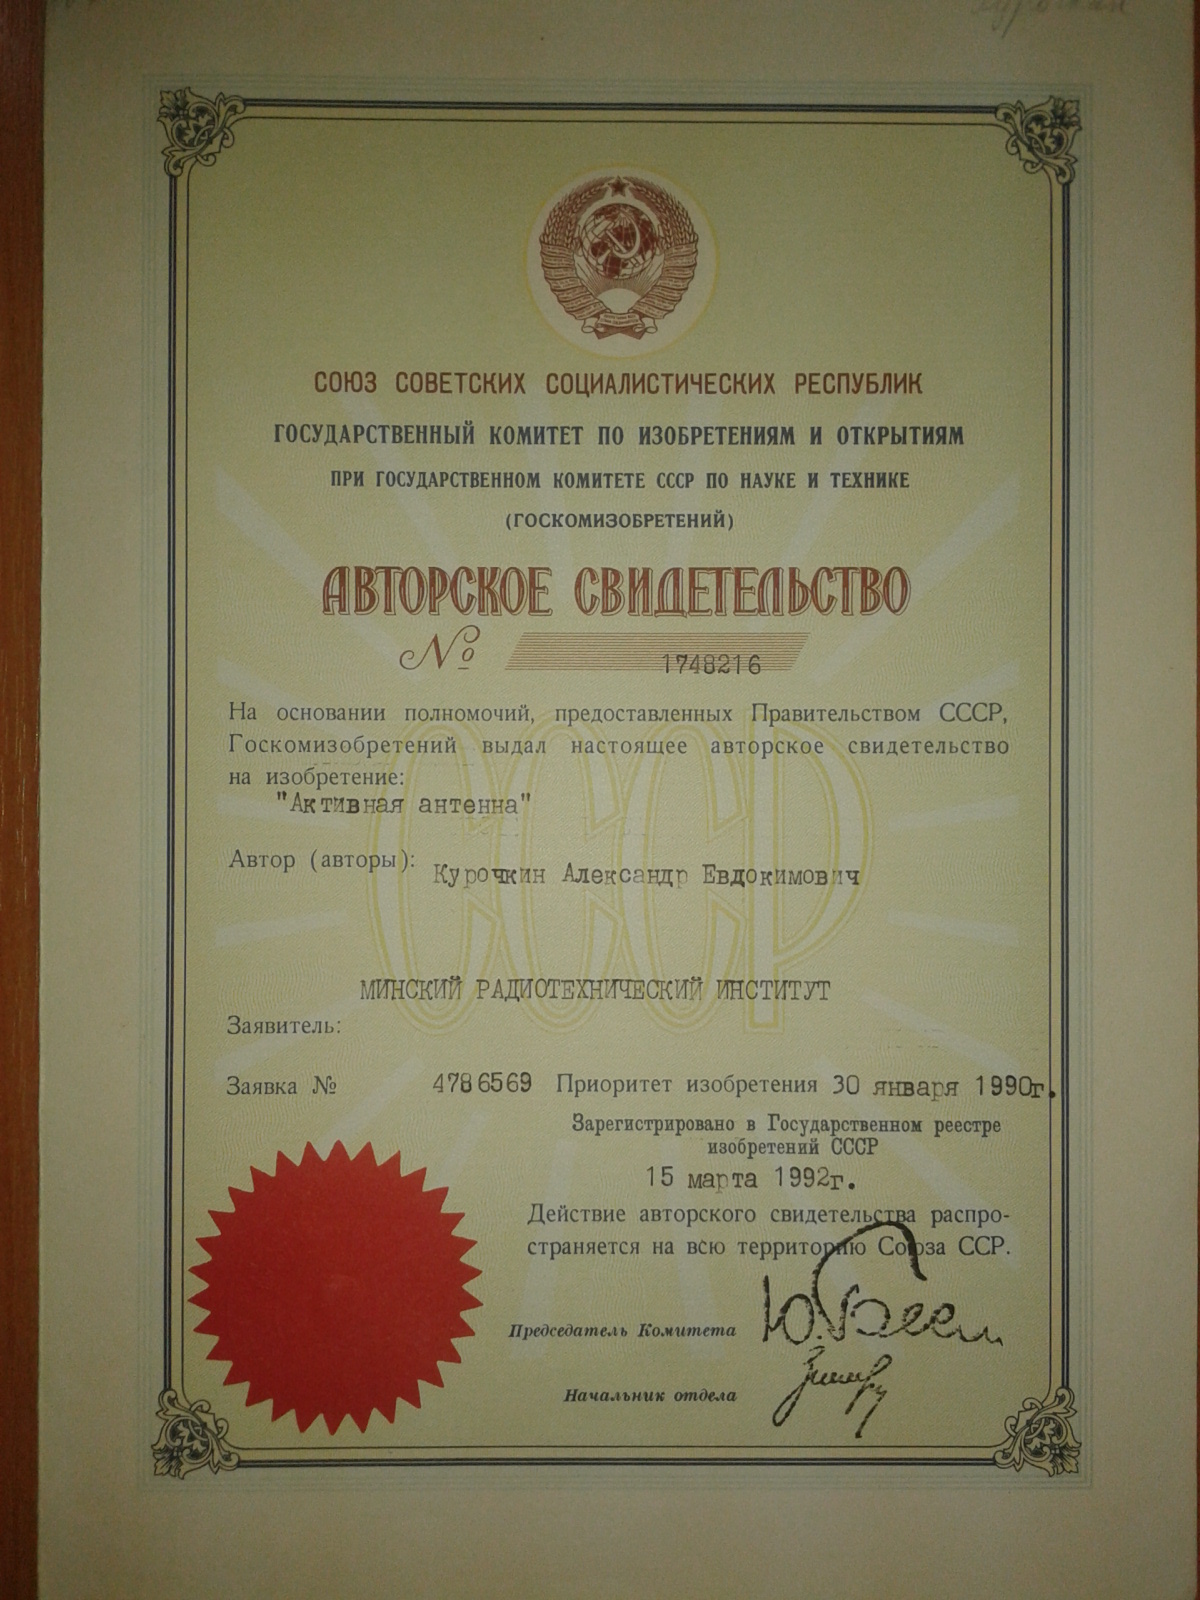 СОЮЗ СОВЕТСКИХ СОЦИАЛИСТИЧЕСКИХ РЕСПУБЛИК
ГОСУДАРСТВЕННЫЙ КОМИТЕТ ПО ИЗОБРЕТЕНИЯМ И ОТКРЫТИЯМ
ПРИ ГОСУДАРСТВЕННОМ КОМИТЕТЕ СССР ПО НАУКЕ И ТЕХНИКЕ
(ГОСКОМИЗОБРЕТЕНИЙ)
АВТОРСКОЕ СВИДЕТЕЛЬСТВО
№ 1748216
На основании полномочий, предоставленных Правительством СССР,
Госкомизобретений выдал настоящее авторское свидетельство
на изобретение:
"Активная антенна"
Автор (авторы): Курочкин Александр Евдокимович
СССР
МИНСКИЙ РАДИОТЕХНИЧЕСКИЙ ИНСТИТУТ
Заявитель:
Заявка № 4786569 Приоритет изобретения 30 января 1990г.
Зарегистрировано в Государственном реестре
изобретений СССР
15 марта 1992г.
Действие авторского свидетельства распро-
страняется на всю территорию Союза ССР.
Председатель Комитета
Начальник отдела